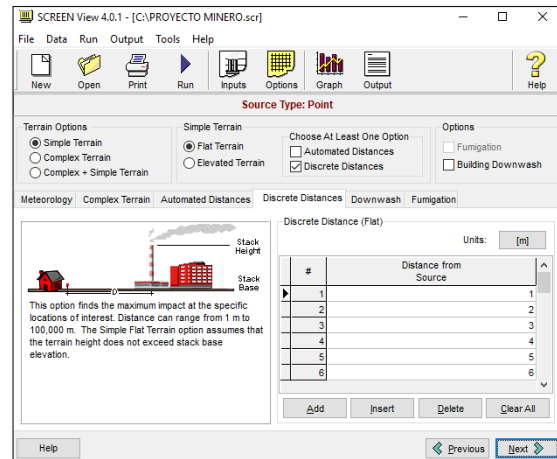 SCREEN View 4.0.1 - [C:\PROYECTO MINERO.scr]
File Data Run Output Tools Help
New Open Print Run Inputs Options Graph Output Help
Source Type: Point
Terrain Options
Simple Terrain
Complex Terrain
Complex + Simple Terrain
Simple Terrain
Flat Terrain
Elevated Terrain
Choose At Least One Option
Automated Distances
Discrete Distances
Options
Fumigation
Building Downwash
Meteorology Complex Terrain Automated Distances Discrete Distances Downwash Fumigation
Stack
Height
Stack
Base
D
This option finds the maximum impact at the specific
locations of interest. Distance can range from 1 m to
100,000 m. The Simple Flat Terrain option assumes that
the terrain height does not exceed stack base
elevation.
Discrete Distance (Flat)
Units: [m]
# Distance from
Source
1 1
2 2
3 3
4 4
5 5
6 6
Add Insert Delete Clear All
Help Previous Next